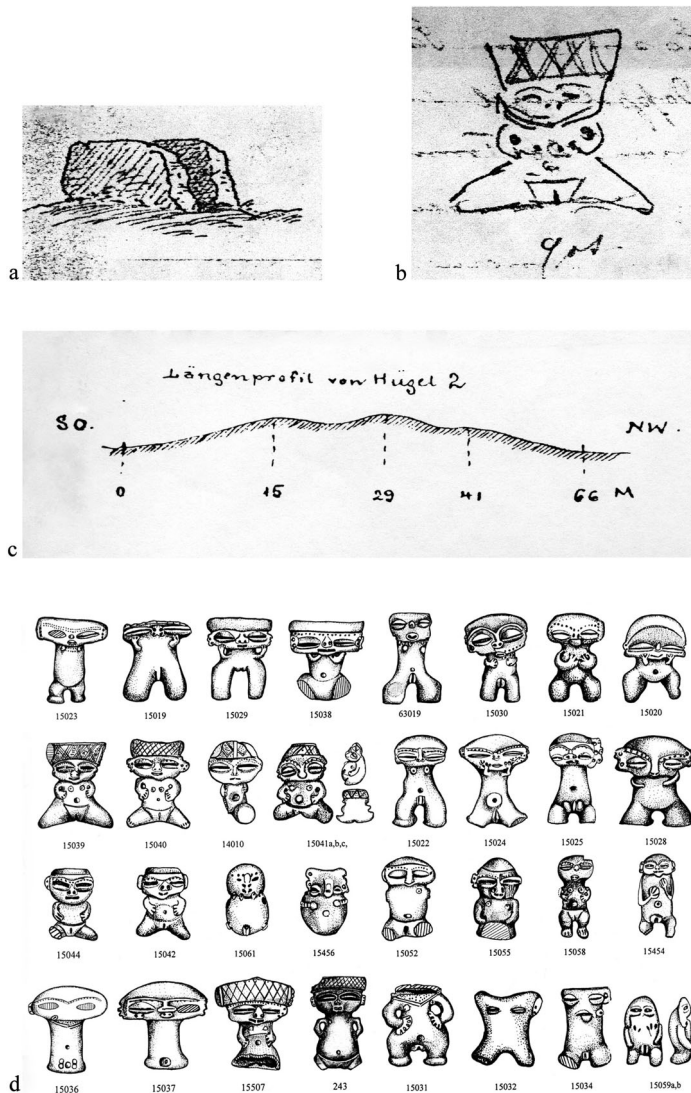 a
b
c
Längenprofil von Hügel 2
SO.
NW.
0 15 29 41 66 M
15023 15019 15029 15038 63019 15030 15021 15020
15039 15040 14010 15041a,b,c, 15022 15024 15025 15028
15044 15042 15061 15456 15052 15055 15058 15454
d
15036 15037 15507 243 15031 15032 15034 15059a,b